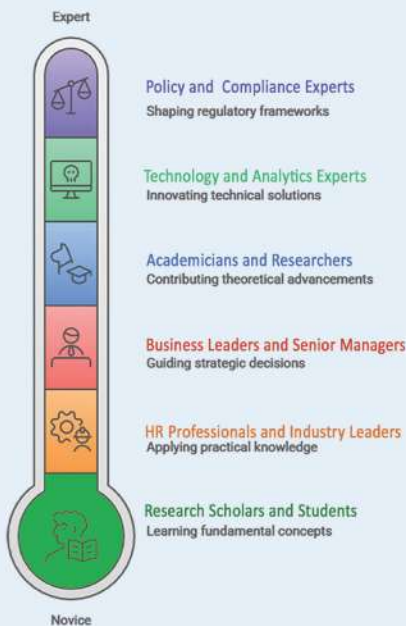 Expert
Policy and Compliance Experts
Shaping regulatory frameworks
Technology and Analytics Experts
Innovating technical solutions
Academicians and Researchers
Contributing theoretical advancements
Business Leaders and Senior Managers
Guiding strategic decisions
HR Professionals and Industry Leaders
Applying practical knowledge
Research Scholars and Students
Learning fundamental concepts
Novice